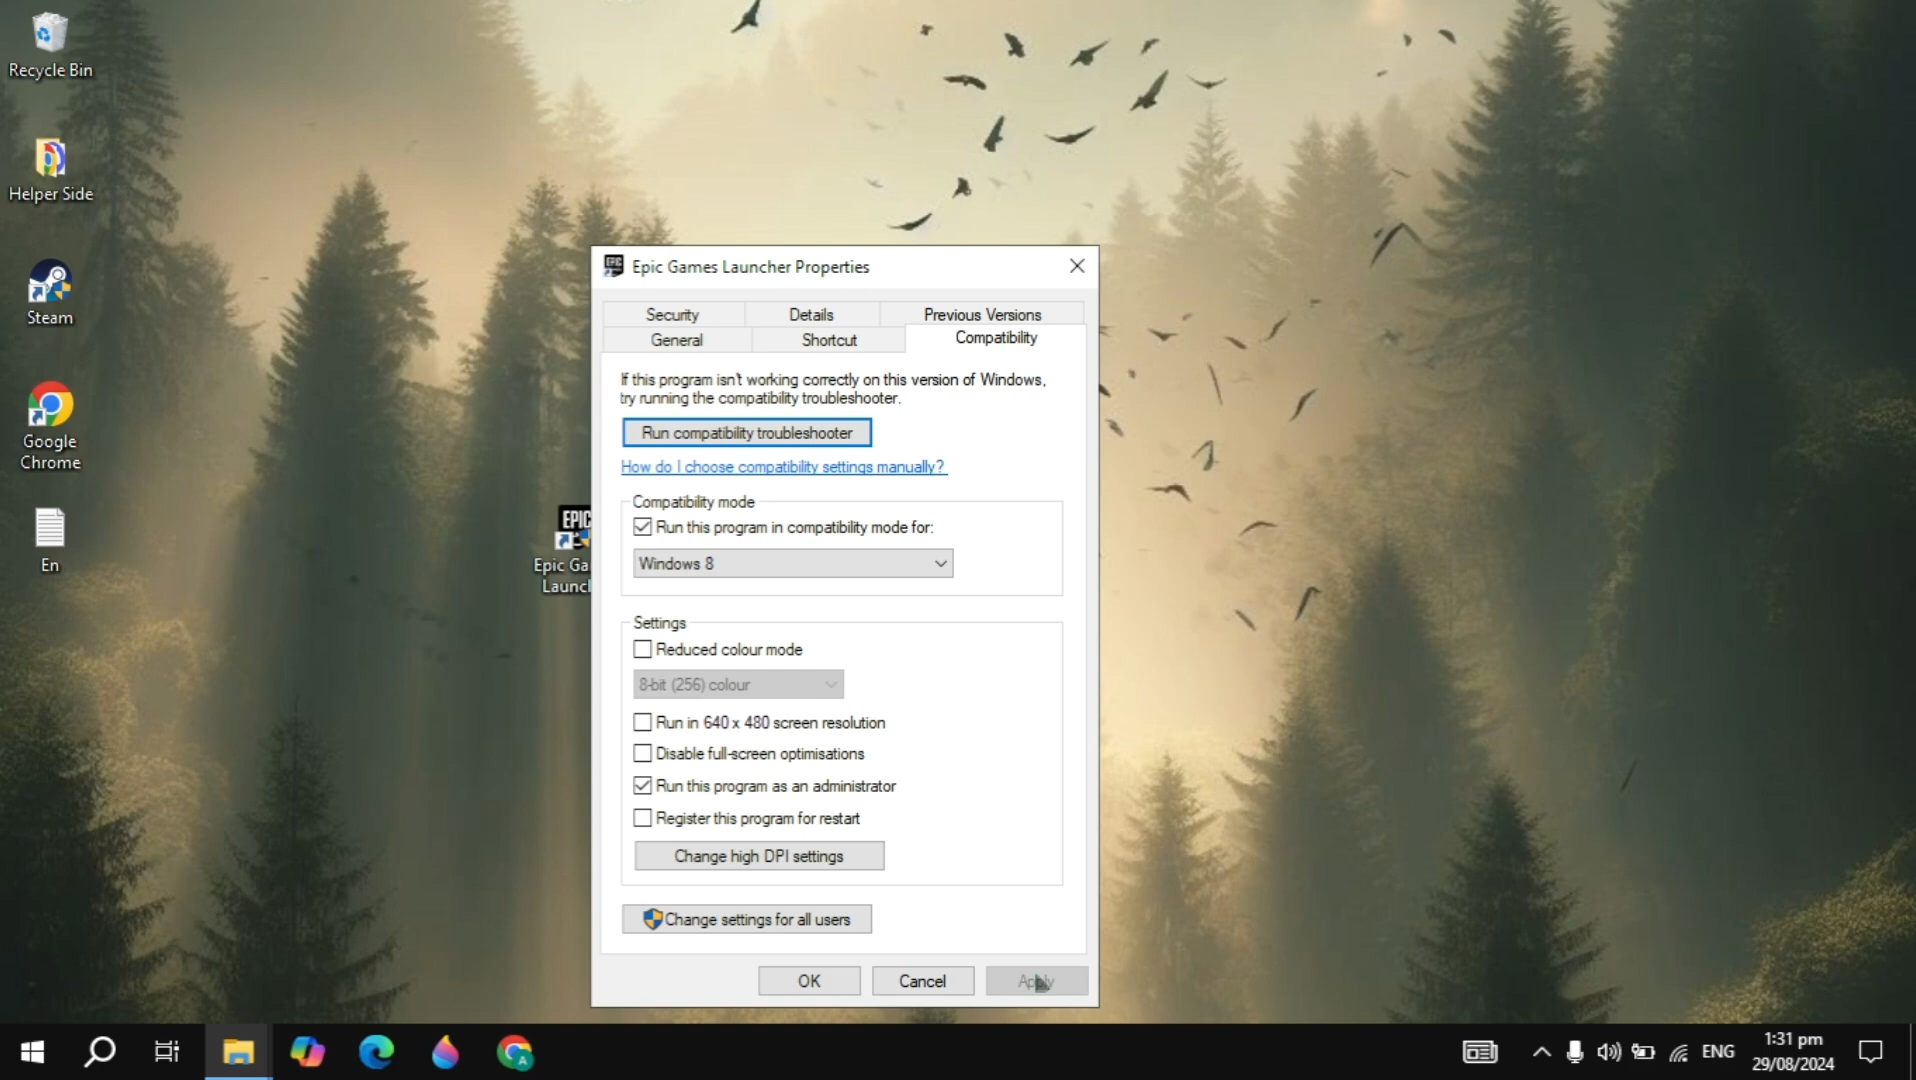 Recycle Bin
Helper Side
Steam
Google
Chrome
En
EPIC
Epic Ga
Launc
Epic Games Launcher Properties
Security
Details
Previous Versions
General
Shortcut
Compatibility
If this program isn't working correctly on this version of Windows,
try running the compatibility troubleshooter.
Run compatibility troubleshooter
How do I choose compatibility settings manually?
Compatibility mode
Run this program in compatibility mode for:
Windows 8
Settings
Reduced colour mode
8-bit (256) colour
Run in 640 x 480 screen resolution
Disable full-screen optimisations
Run this program as an administrator
Register this program for restart
Change high DPI settings
Change settings for all users
OK
Cancel
Apply
A
ENG
1:31 pm
29/08/2024